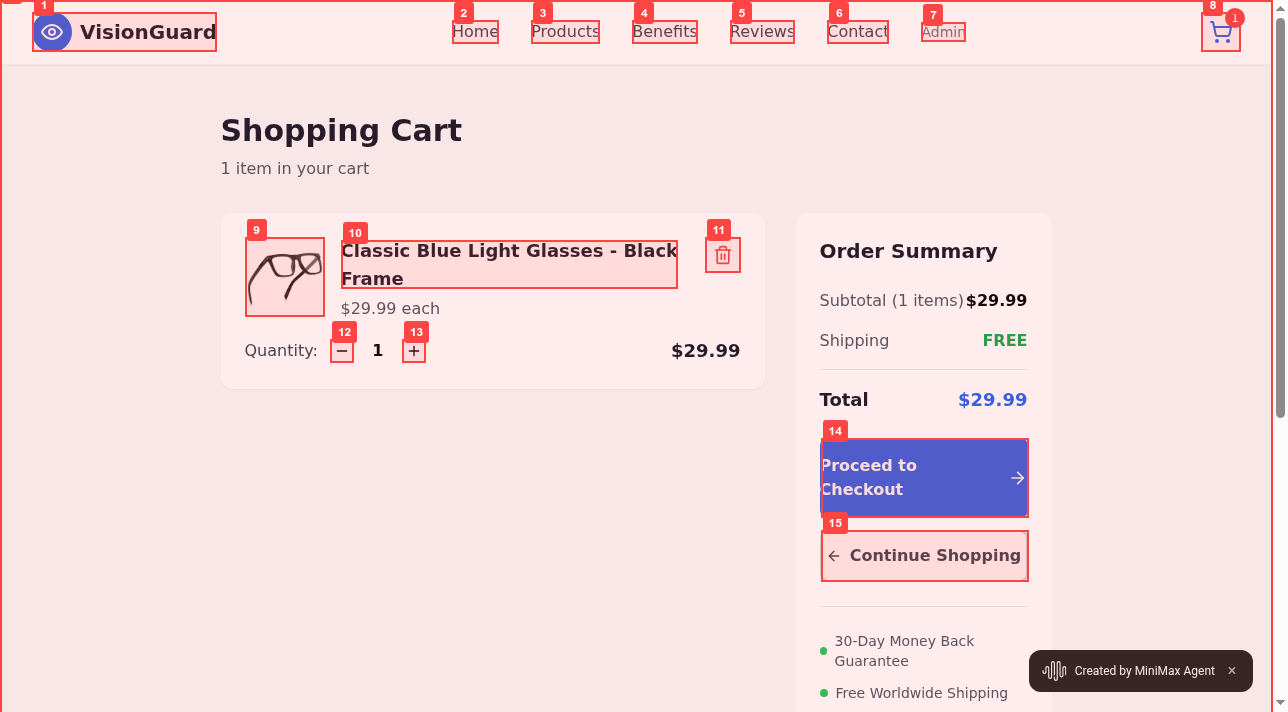 1
VisionGuard
2
Home
3
Products
4
Benefits
5
Reviews
6
Contact
7
Admin
8
1
Shopping Cart
1 item in your cart
9
10
Classic Blue Light Glasses - Black
Frame
$29.99 each
11
Quantity:
12
1
13
$29.99
Order Summary
Subtotal (1 items) $29.99
Shipping FREE
Total $29.99
14
Proceed to
Checkout
15
Continue Shopping
30-Day Money Back
Guarantee
Free Worldwide Shipping
Created by MiniMax Agent